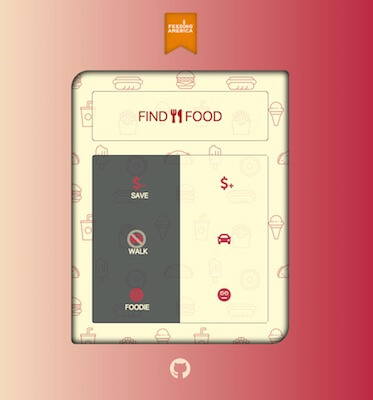 FEEDING
AMERICA
FIND FOOD
$- $+
SAVE
WALK
FOODIE